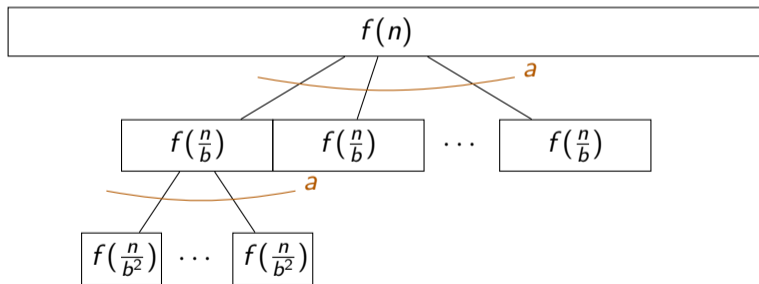 f(n)
a
f(n/b) f(n/b) ··· f(n/b)
a
f(n/b²) ··· f(n/b²)